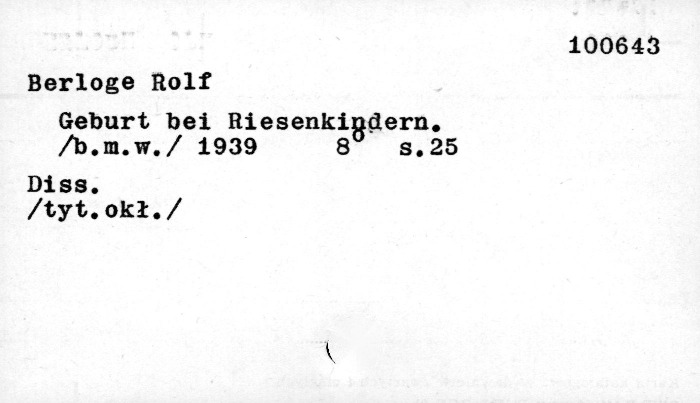 100643
Berloge Rolf
Geburt bei Riesenkindern.
/b.m.w./ 1939 8° s.25
Diss.
/tyt.okł./